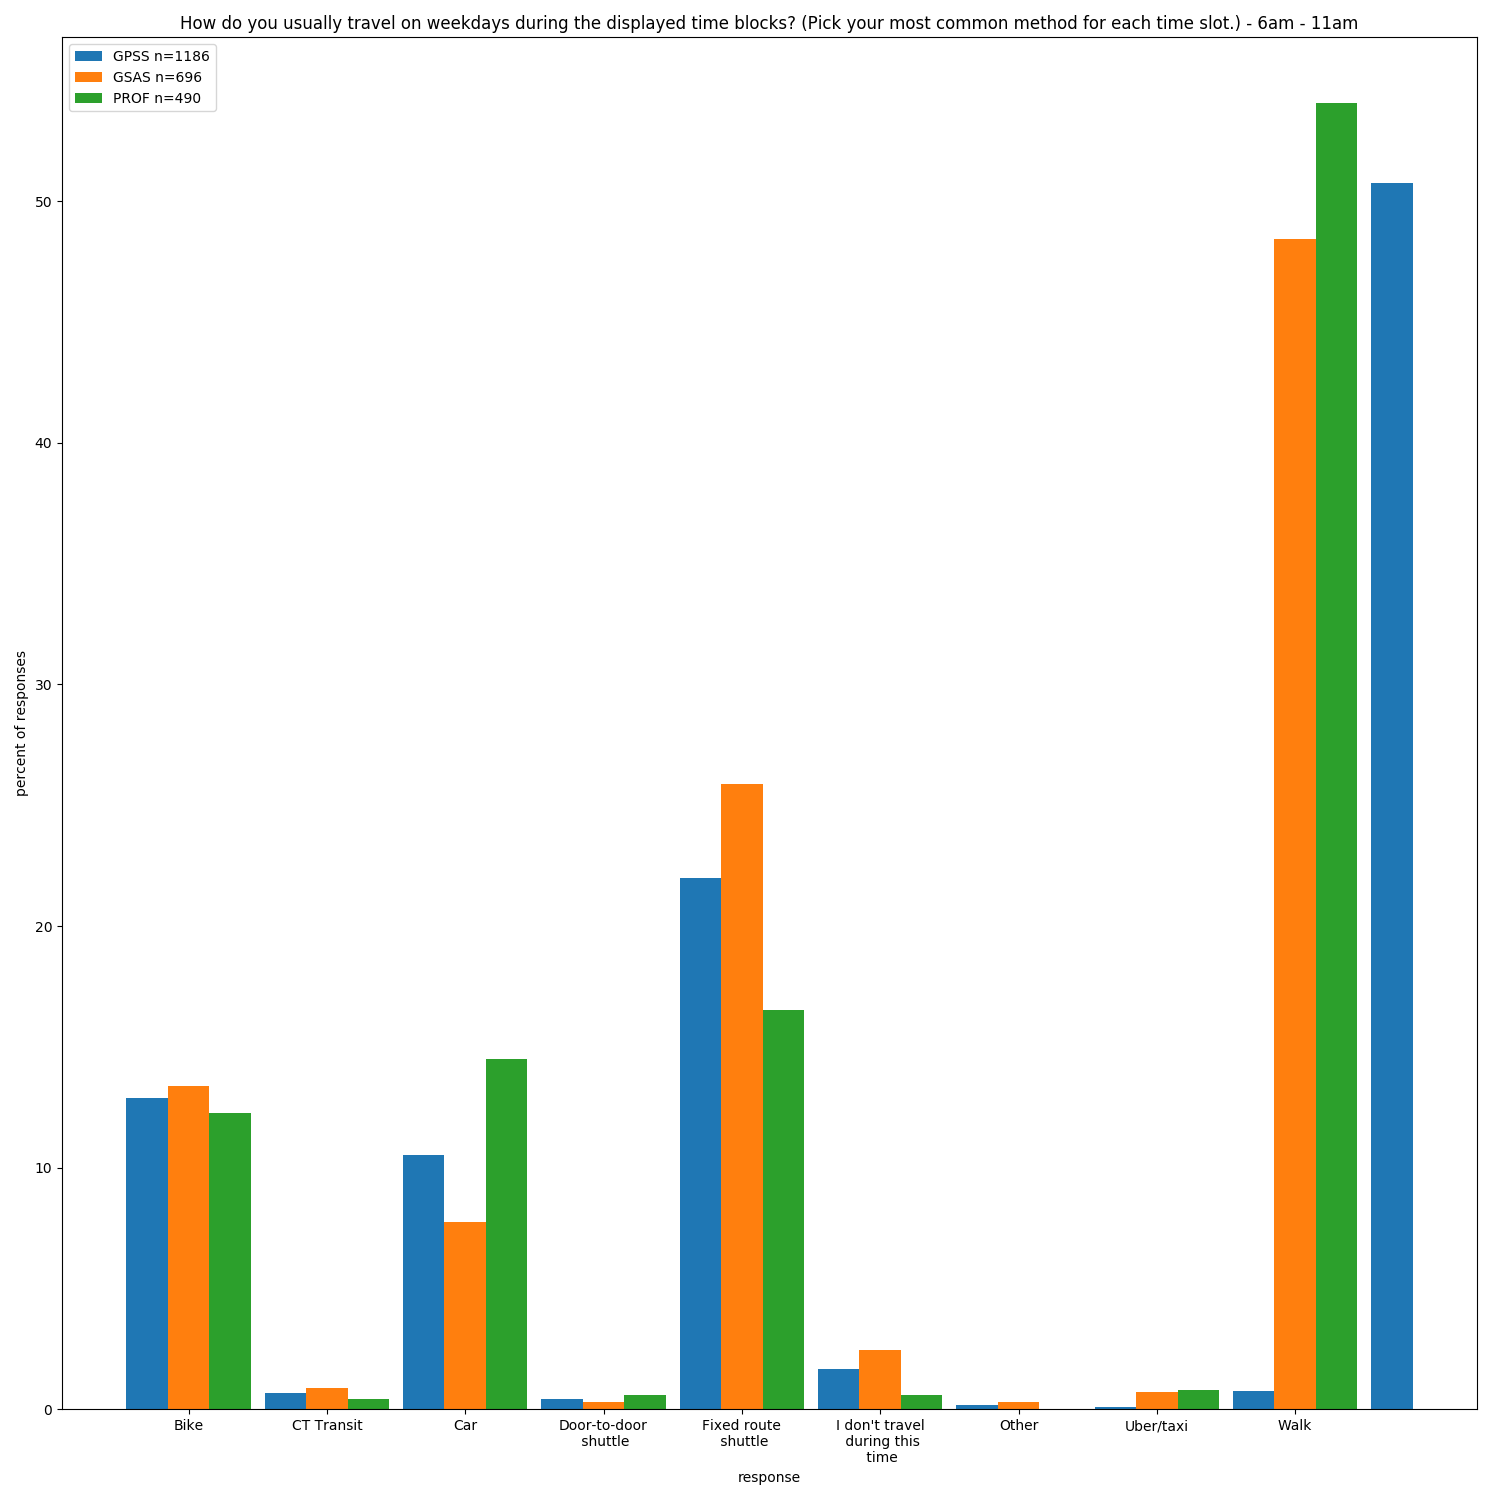 How do you usually travel on weekdays during the displayed time blocks? (Pick your most common method for each time slot.) - 6am - 11am
GPSS n=1186
GSAS n=696
PROF n=490
percent of responses
50
40
30
20
10
0
Bike
CT Transit
Car
Door-to-door
shuttle
Fixed route
shuttle
I don't travel
during this
time
Other
Uber/taxi
Walk
response